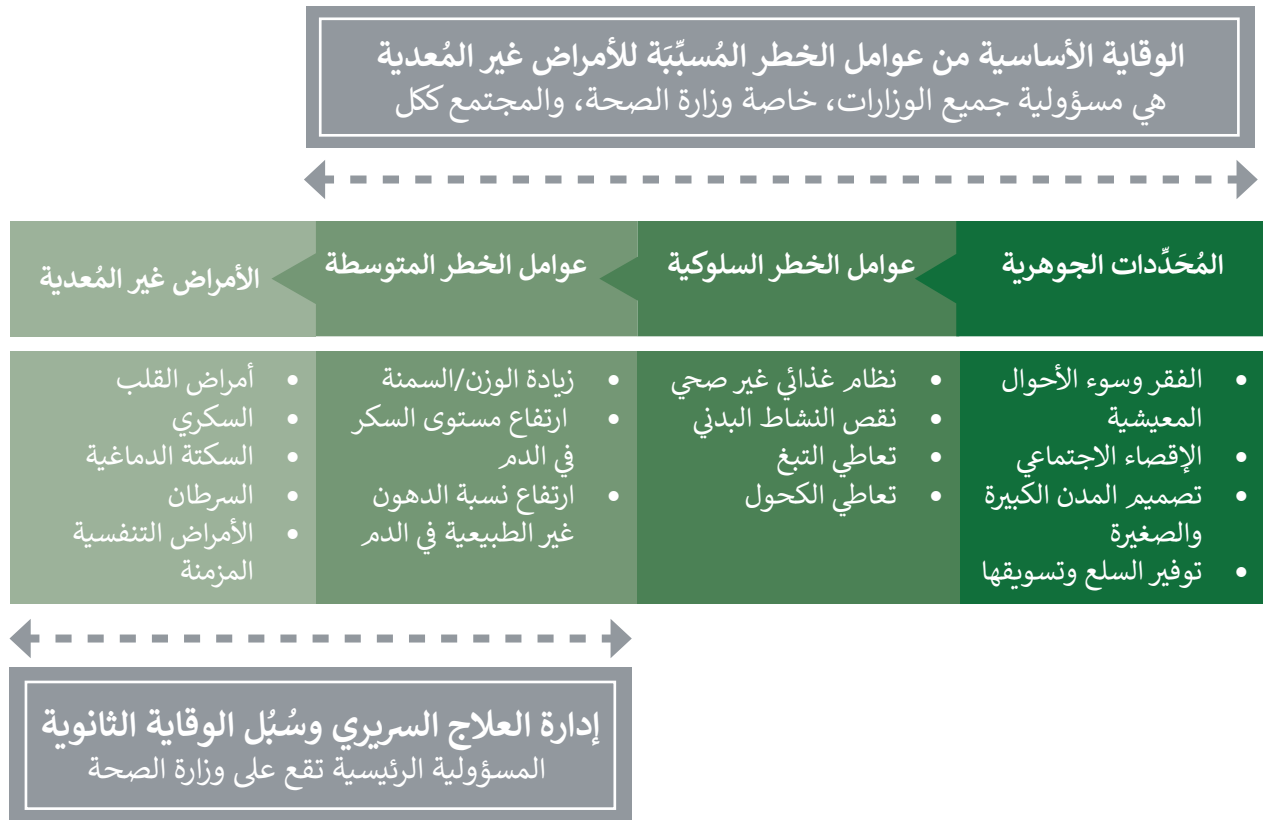 الوقاية الأساسية من عوامل الخطر المُسبِّبَة للأمراض غير المُعدية
هي مسؤولية جميع الوزارات، خاصة وزارة الصحة، والمجتمع ككل
المُحَدِّدات الجوهرية
عوامل الخطر السلوكية
عوامل الخطر المتوسطة
الأمراض غير المُعدية
• الفقر وسوء الأحوال
المعيشية
• الإقصاء الاجتماعي
• تصميم المدن الكبيرة
والصغيرة
• توفير السلع وتسويقها
• نظام غذائي غير صحي
• نقص النشاط البدني
• تعاطي التبغ
• تعاطي الكحول
• زيادة الوزن/السمنة
• ارتفاع مستوى السكر
في الدم
• ارتفاع نسبة الدهون
غير الطبيعية في الدم
• أمراض القلب
• السكري
• السكتة الدماغية
• السرطان
• الأمراض التنفسية
المزمنة
إدارة العلاج السريري وسُبُل الوقاية الثانوية
المسؤولية الرئيسية تقع على وزارة الصحة